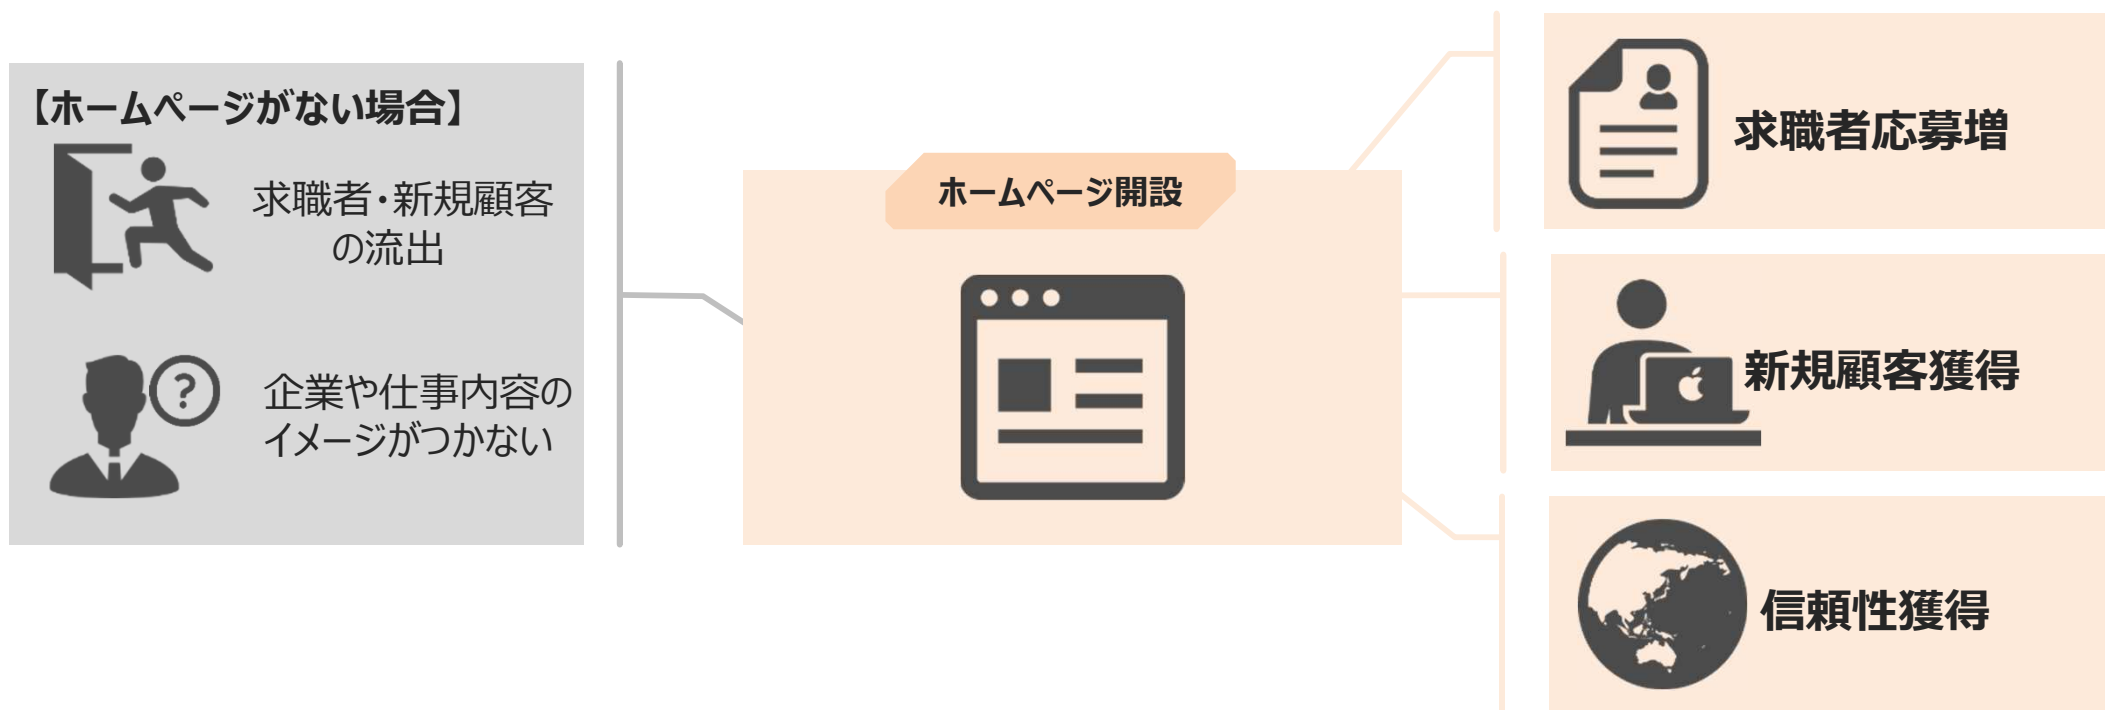 【ホームページがない場合】
求職者・新規顧客
の流出
?
企業や仕事内容の
イメージがつかない
ホームページ開設
求職者応募増
新規顧客獲得
信頼性獲得